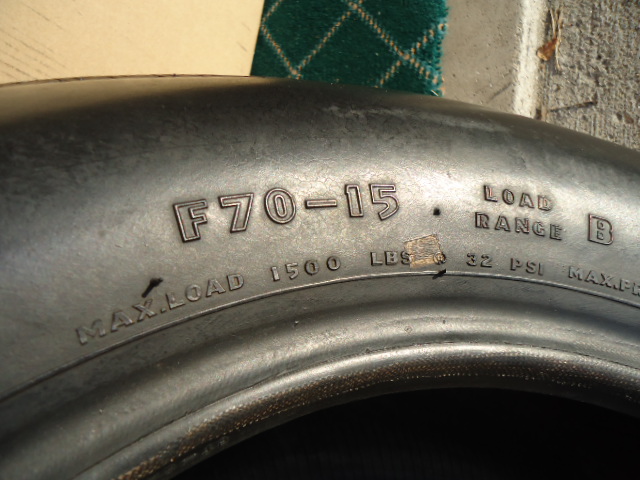 F70-15
LOAD
RANGE B
MAX.LOAD 1500 LBS 32 PSI